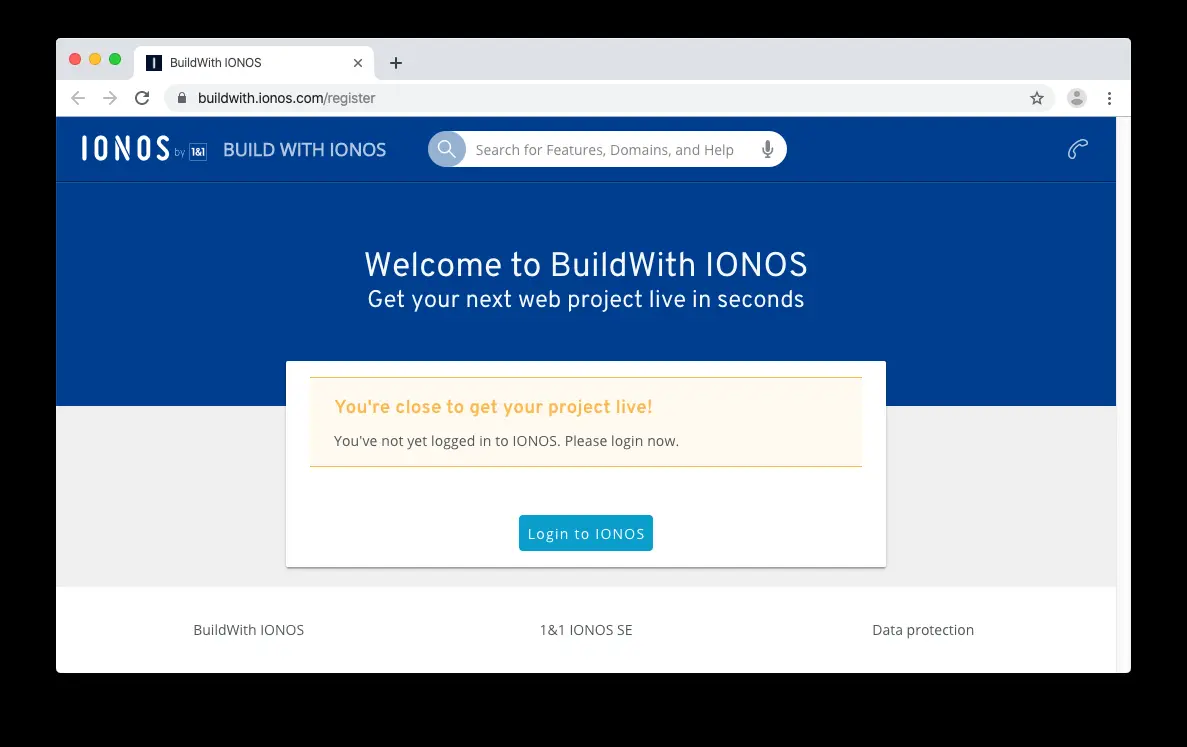 BuildWith IONOS
buildwith.ionos.com/register
IONOS by 1&1 BUILD WITH IONOS
Search for Features, Domains, and Help
Welcome to BuildWith IONOS
Get your next web project live in seconds
You're close to get your project live!
You've not yet logged in to IONOS. Please login now.
Login to IONOS
BuildWith IONOS
1&1 IONOS SE
Data protection